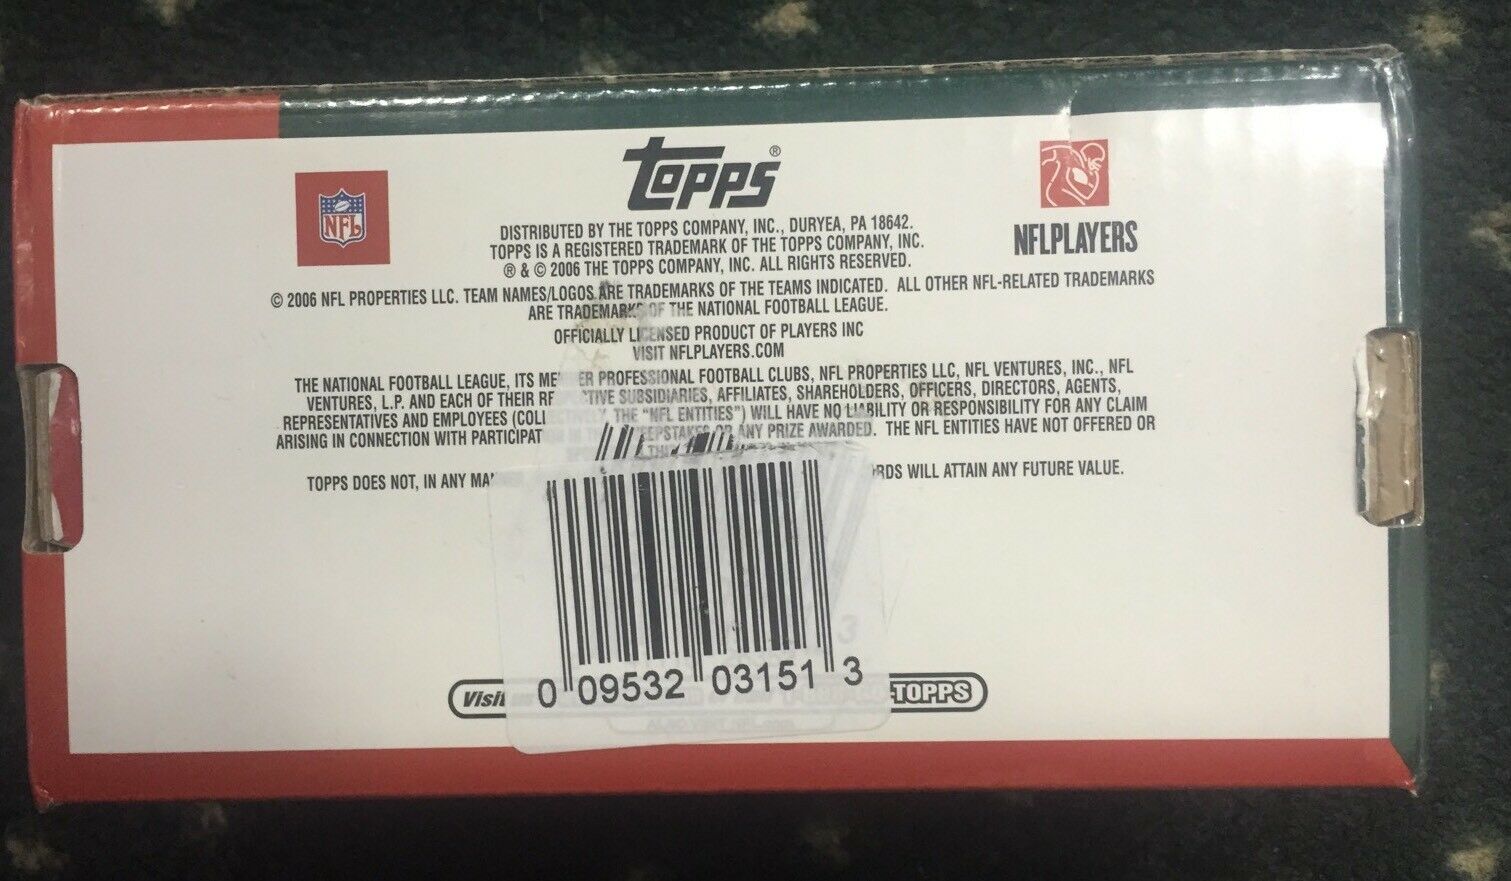 TOPPS®
NFL
DISTRIBUTED BY THE TOPPS COMPANY, INC., DURYEA, PA 18642.
TOPPS IS A REGISTERED TRADEMARK OF THE TOPPS COMPANY, INC.
® & © 2006 THE TOPPS COMPANY, INC. ALL RIGHTS RESERVED.
NFLPLAYERS
© 2006 NFL PROPERTIES LLC. TEAM NAMES/LOGOS ARE TRADEMARKS OF THE TEAMS INDICATED. ALL OTHER NFL-RELATED TRADEMARKS
ARE TRADEMARKS OF THE NATIONAL FOOTBALL LEAGUE.
OFFICIALLY LICENSED PRODUCT OF PLAYERS INC
VISIT NFLPLAYERS.COM
THE NATIONAL FOOTBALL LEAGUE, ITS MEMBER PROFESSIONAL FOOTBALL CLUBS, NFL PROPERTIES LLC, NFL VENTURES, INC., NFL
VENTURES, L.P. AND EACH OF THEIR SUBSIDIARIES, AFFILIATES, SHAREHOLDERS, OFFICERS, DIRECTORS, AGENTS,
REPRESENTATIVES AND EMPLOYEES (COLLECTIVELY, THE "NFL ENTITIES") WILL HAVE NO LIABILITY OR RESPONSIBILITY FOR ANY CLAIM
ARISING IN CONNECTION WITH OR ANY PRIZE AWARDED. THE NFL ENTITIES HAVE NOT OFFERED OR
TOPPS DOES NOT, IN ANY WILL ATTAIN ANY FUTURE VALUE.
3
0 09532 03151 3
Visit -TOPPS